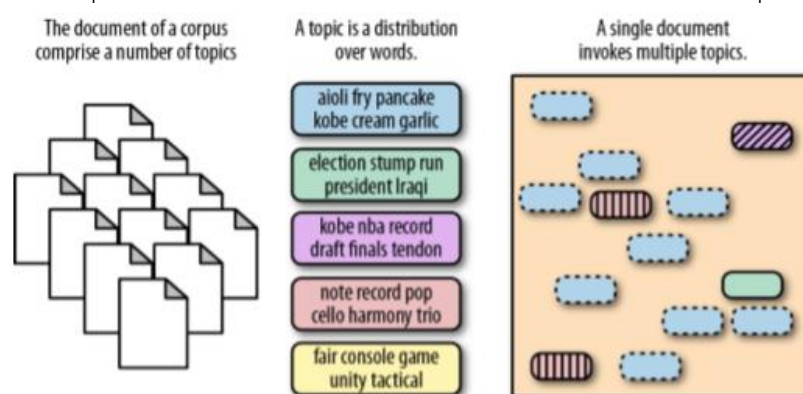 The document of a corpus
comprise a number of topics
A topic is a distribution
over words.
A single document
invokes multiple topics.
aioli fry pancake
kobe cream garlic
election stump run
president Iraqi
kobe nba record
draft finals tendon
note record pop
cello harmony trio
fair console game
unity tactical